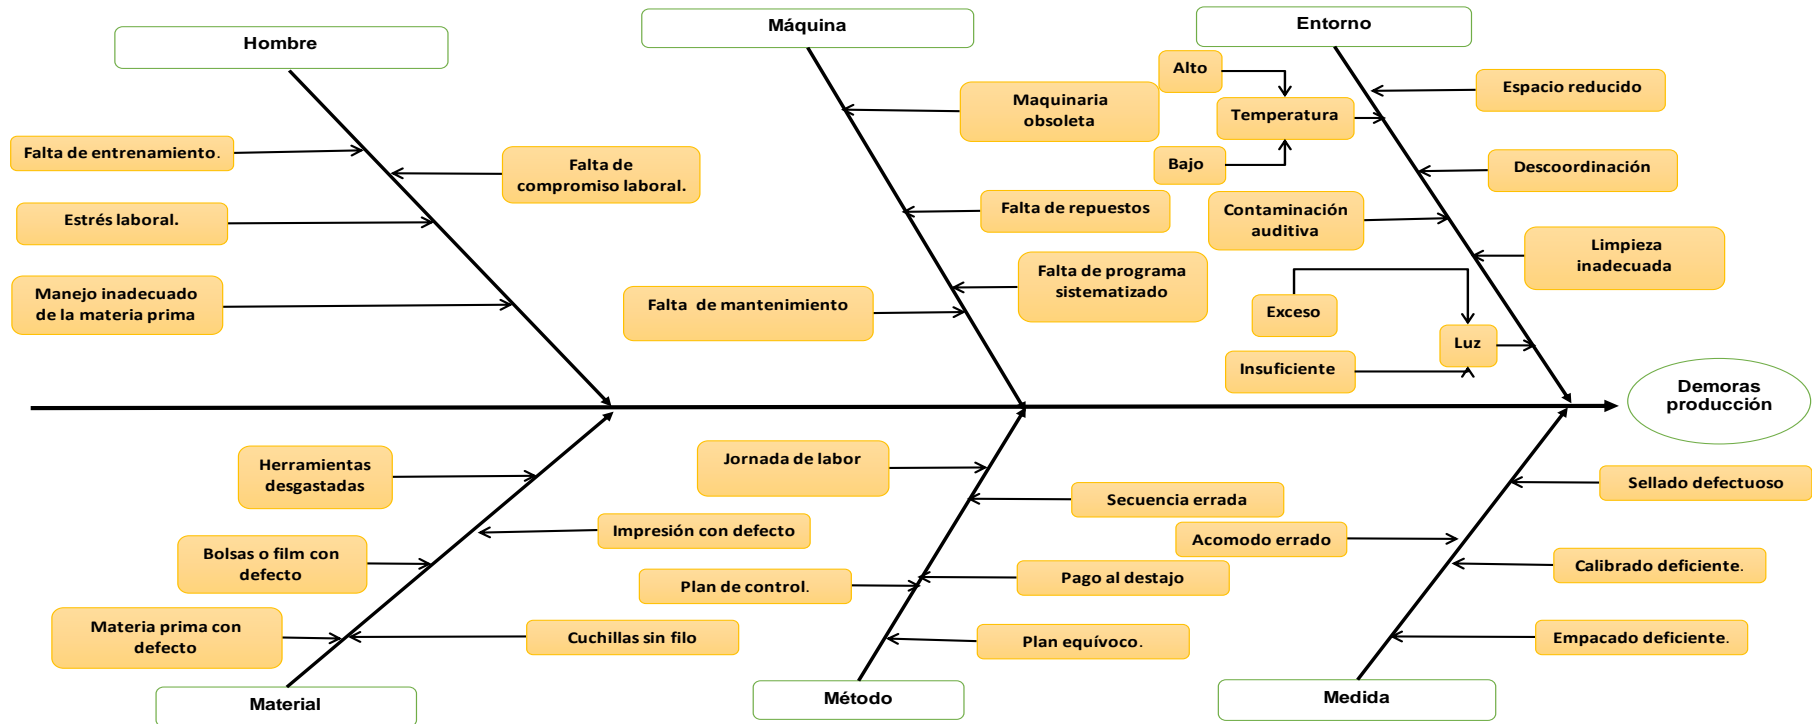 Hombre
Máquina
Entorno
Alto
Temperatura
Bajo
Espacio reducido
Maquinaria
obsoleta
Falta de entrenamiento.
Falta de
compromiso laboral.
Descoordinación
Estrés laboral.
Falta de repuestos
Contaminación
auditiva
Limpieza
inadecuada
Manejo inadecuado
de la materia prima
Falta de programa
sistematizado
Falta  de mantenimiento
Exceso
Luz
Insuficiente
Demoras
producción
Herramientas
desgastadas
Jornada de labor
Sellado defectuoso
Secuencia errada
Impresión con defecto
Acomodo errado
Bolsas o film con
defecto
Calibrado deficiente.
Plan de control.
Pago al destajo
Materia prima con
defecto
Cuchillas sin filo
Plan equívoco.
Empacado deficiente.
Material
Método
Medida